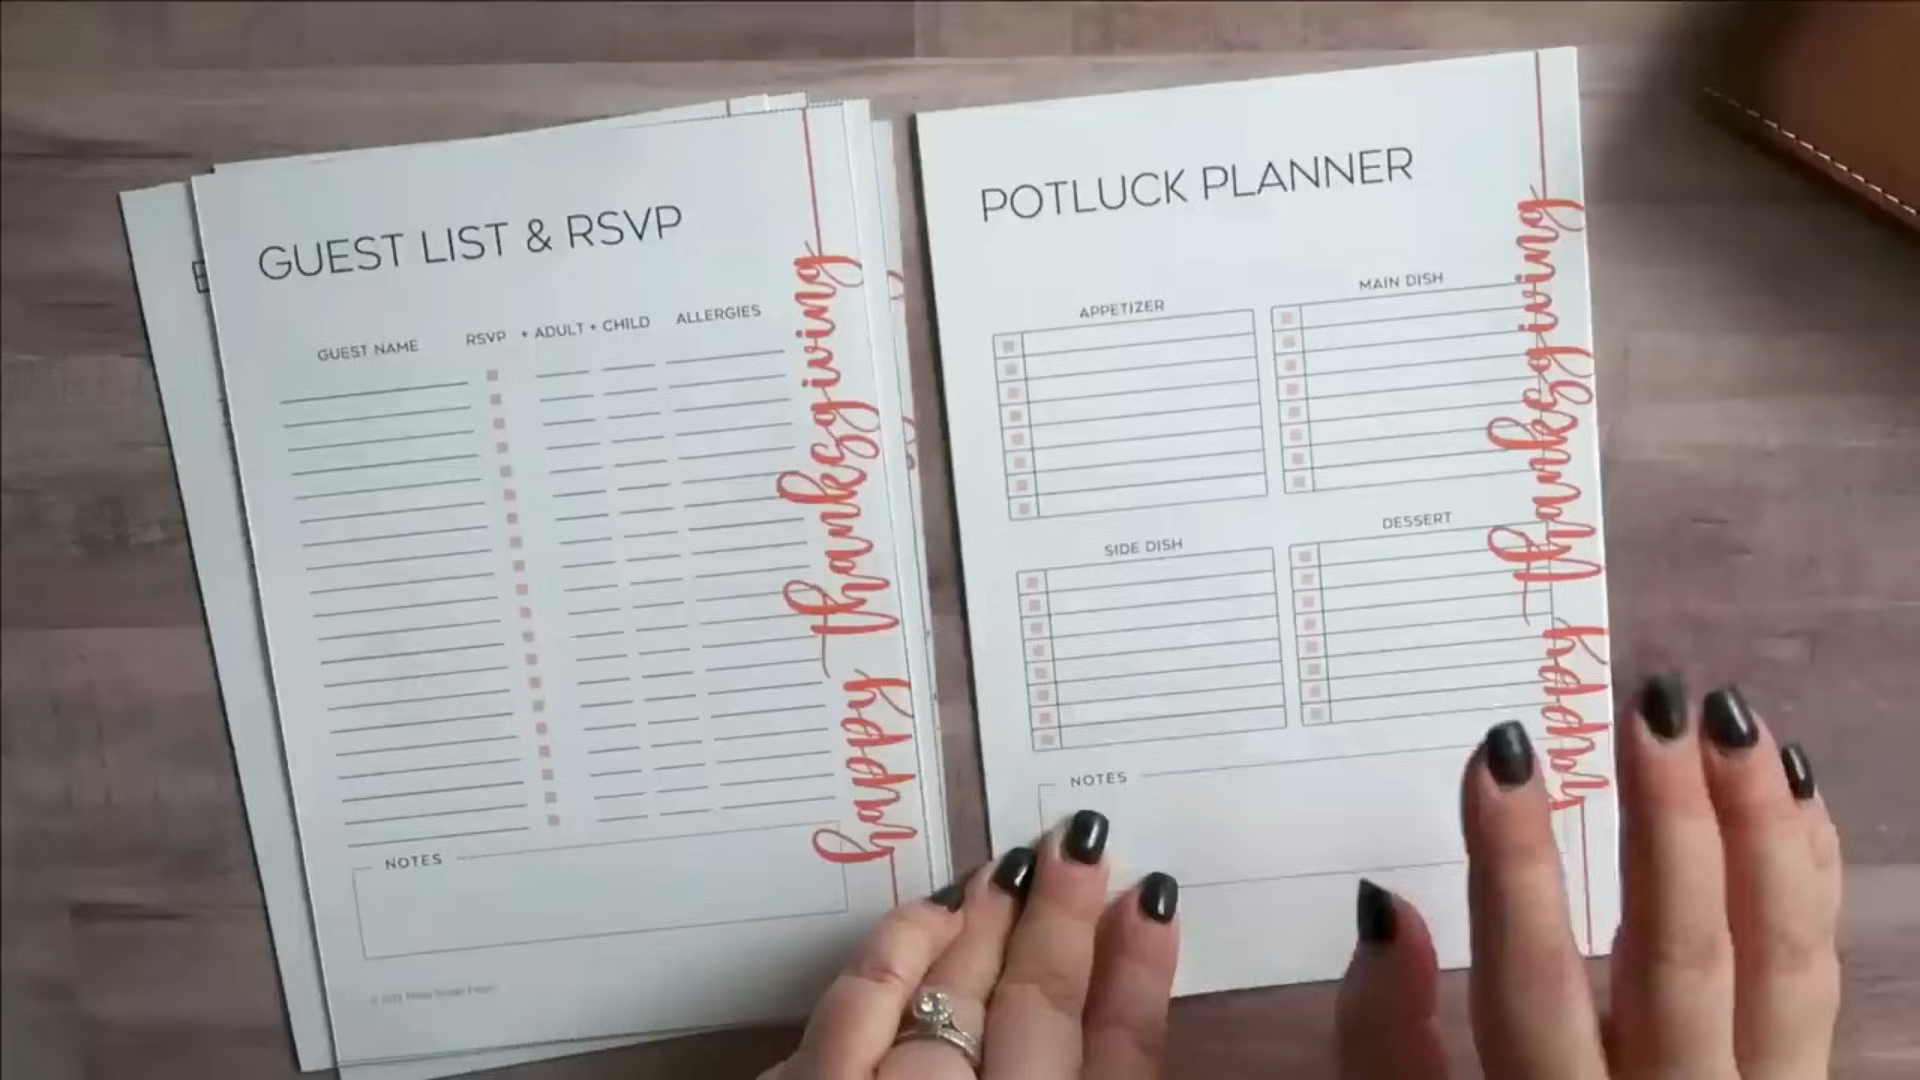 GUEST LIST & RSVP
GUEST NAME RSVP + ADULT + CHILD ALLERGIES
NOTES
happy Thanksgiving
POTLUCK PLANNER
APPETIZER
MAIN DISH
SIDE DISH
DESSERT
NOTES
happy Thanksgiving